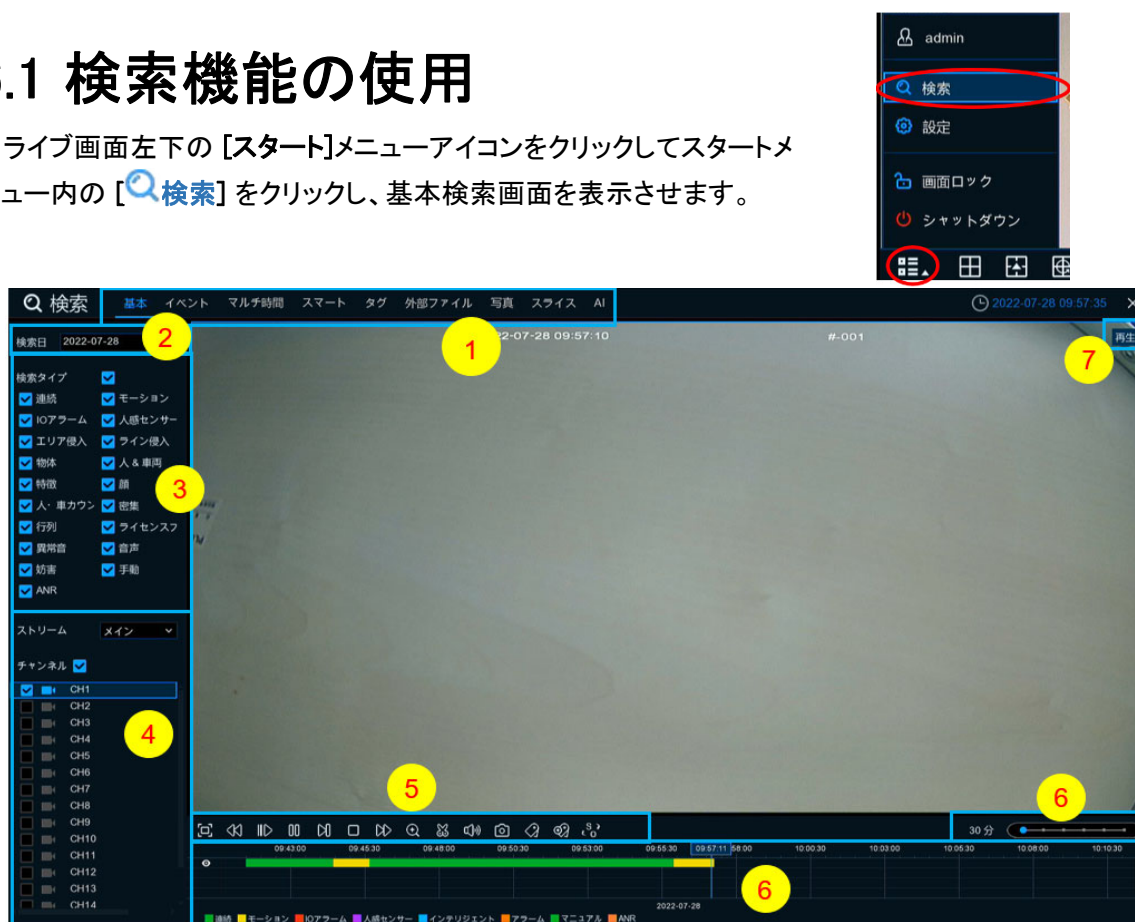 .1 検索機能の使用
ライブ画面左下の [スタート]メニューアイコンをクリックしてスタートメ
ュー内の [検索] をクリックし、基本検索画面を表示させます。
admin
検索
設定
画面ロック
シャットダウン
検索
基本 イベント マルチ時間 スマート タグ 外部ファイル 写真 スライス AI
2022-07-28 09:57:35
検索日 2022-07-28
2
1
2-07-28 09:57:10
#-001
再生
7
検索タイプ
連続 モーション
IOアラーム 人感センサー
エリア侵入 ライン侵入
物体 人 & 車両
特徴 顔
3
人・車カウン 密集
行列 ライセンスフ
異常音 音声
妨害 手動
ANR
ストリーム メイン
チャンネル
CH1
CH2
CH3
CH4
CH5
CH6
CH7
CH8
CH9
CH10
CH11
CH12
CH13
CH14
4
5
6
30 分
09:43:00 09:45:30 09:48:00 09:50:30 09:53:00 09:55:30 09:57:11 58:00 10:00:30 10:03:00 10:05:30 10:08:00 10:10:30
6
2022-07-28
連続 モーション IOアラーム 人感センサー インテリジェント アラーム マニュアル ANR